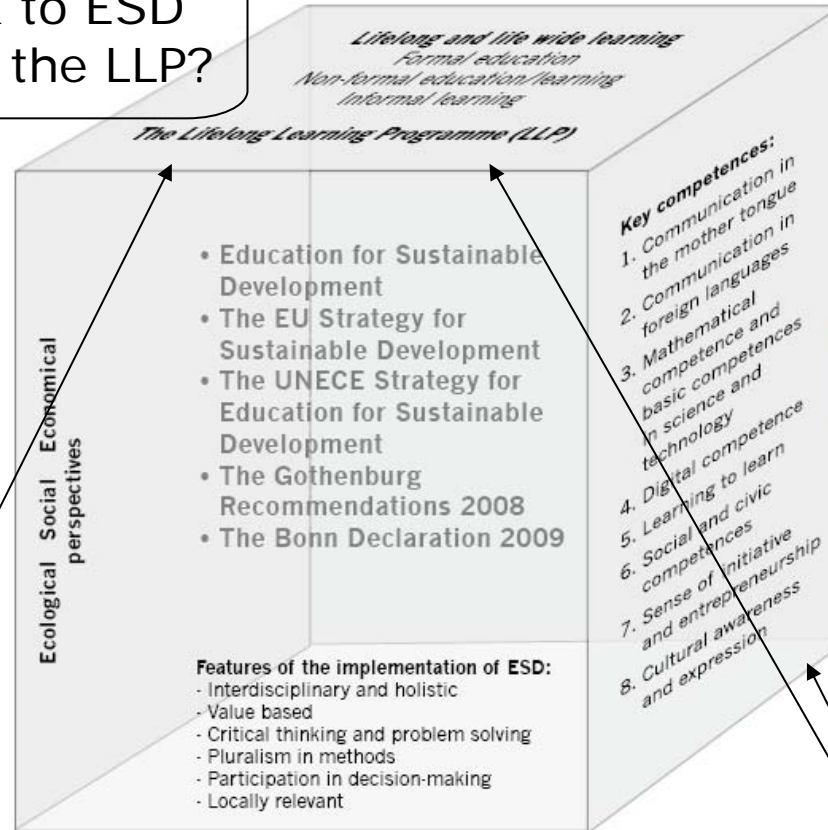 to ESD
the LLP?
Lifelong and life wide learning
Formal education
Non-formal education/learning
Informal learning
The Lifelong Learning Programme (LLP)
• Education for Sustainable
Development
• The EU Strategy for
Sustainable Development
• The UNECE Strategy for
Education for Sustainable
Development
• The Gothenburg
Recommendations 2008
• The Bonn Declaration 2009
Ecological Social Economical
perspectives
Key competences:
1. Communication in
the mother tongue
2. Communication in
foreign languages
3. Mathematical
competence and
basic competences
in science and
technology
4. Digital competence
5. Learning to learn
6. Social and civic
competences
7. Sense of initiative
and entrepreneurship
8. Cultural awareness
and expression
Features of the implementation of ESD:
- Interdisciplinary and holistic
- Value based
- Critical thinking and problem solving
- Pluralism in methods
- Participation in decision-making
- Locally relevant